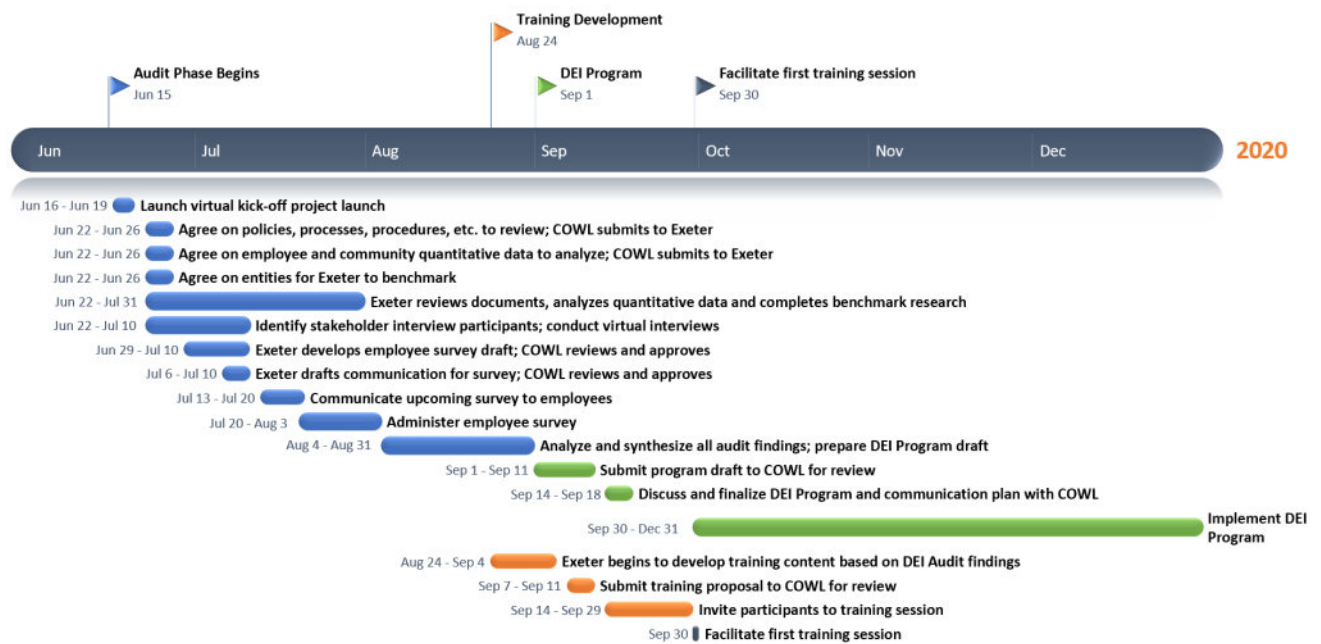 Training Development
Aug 24
Audit Phase Begins
Jun 15
DEI Program
Sep 1
Facilitate first training session
Sep 30
Jun Jul Aug Sep Oct Nov Dec 2020
Jun 16 - Jun 19 Launch virtual kick-off project launch
Jun 22 - Jun 26 Agree on policies, processes, procedures, etc. to review; COWL submits to Exeter
Jun 22 - Jun 26 Agree on employee and community quantitative data to analyze; COWL submits to Exeter
Jun 22 - Jun 26 Agree on entities for Exeter to benchmark
Jun 22 - Jul 31 Exeter reviews documents, analyzes quantitative data and completes benchmark research
Jun 22 - Jul 10 Identify stakeholder interview participants; conduct virtual interviews
Jun 29 - Jul 10 Exeter develops employee survey draft; COWL reviews and approves
Jul 6 - Jul 10 Exeter drafts communication for survey; COWL reviews and approves
Jul 13 - Jul 20 Communicate upcoming survey to employees
Jul 20 - Aug 3 Administer employee survey
Aug 4 - Aug 31 Analyze and synthesize all audit findings; prepare DEI Program draft
Sep 1 - Sep 11 Submit program draft to COWL for review
Sep 14 - Sep 18 Discuss and finalize DEI Program and communication plan with COWL
Sep 30 - Dec 31 Implement DEI
Program
Aug 24 - Sep 4 Exeter begins to develop training content based on DEI Audit findings
Sep 7 - Sep 11 Submit training proposal to COWL for review
Sep 14 - Sep 29 Invite participants to training session
Sep 30 Facilitate first training session